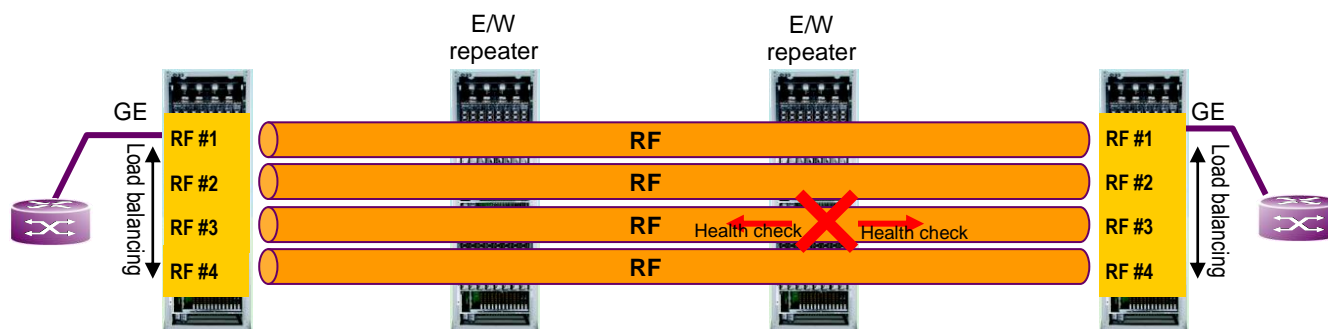 E/W
repeater
E/W
repeater
GE
GE
RF #1
RF #2
RF #3
RF #4
Load balancing
RF
RF
RF
RF
Health check
Health check
RF #1
RF #2
RF #3
RF #4
Load balancing